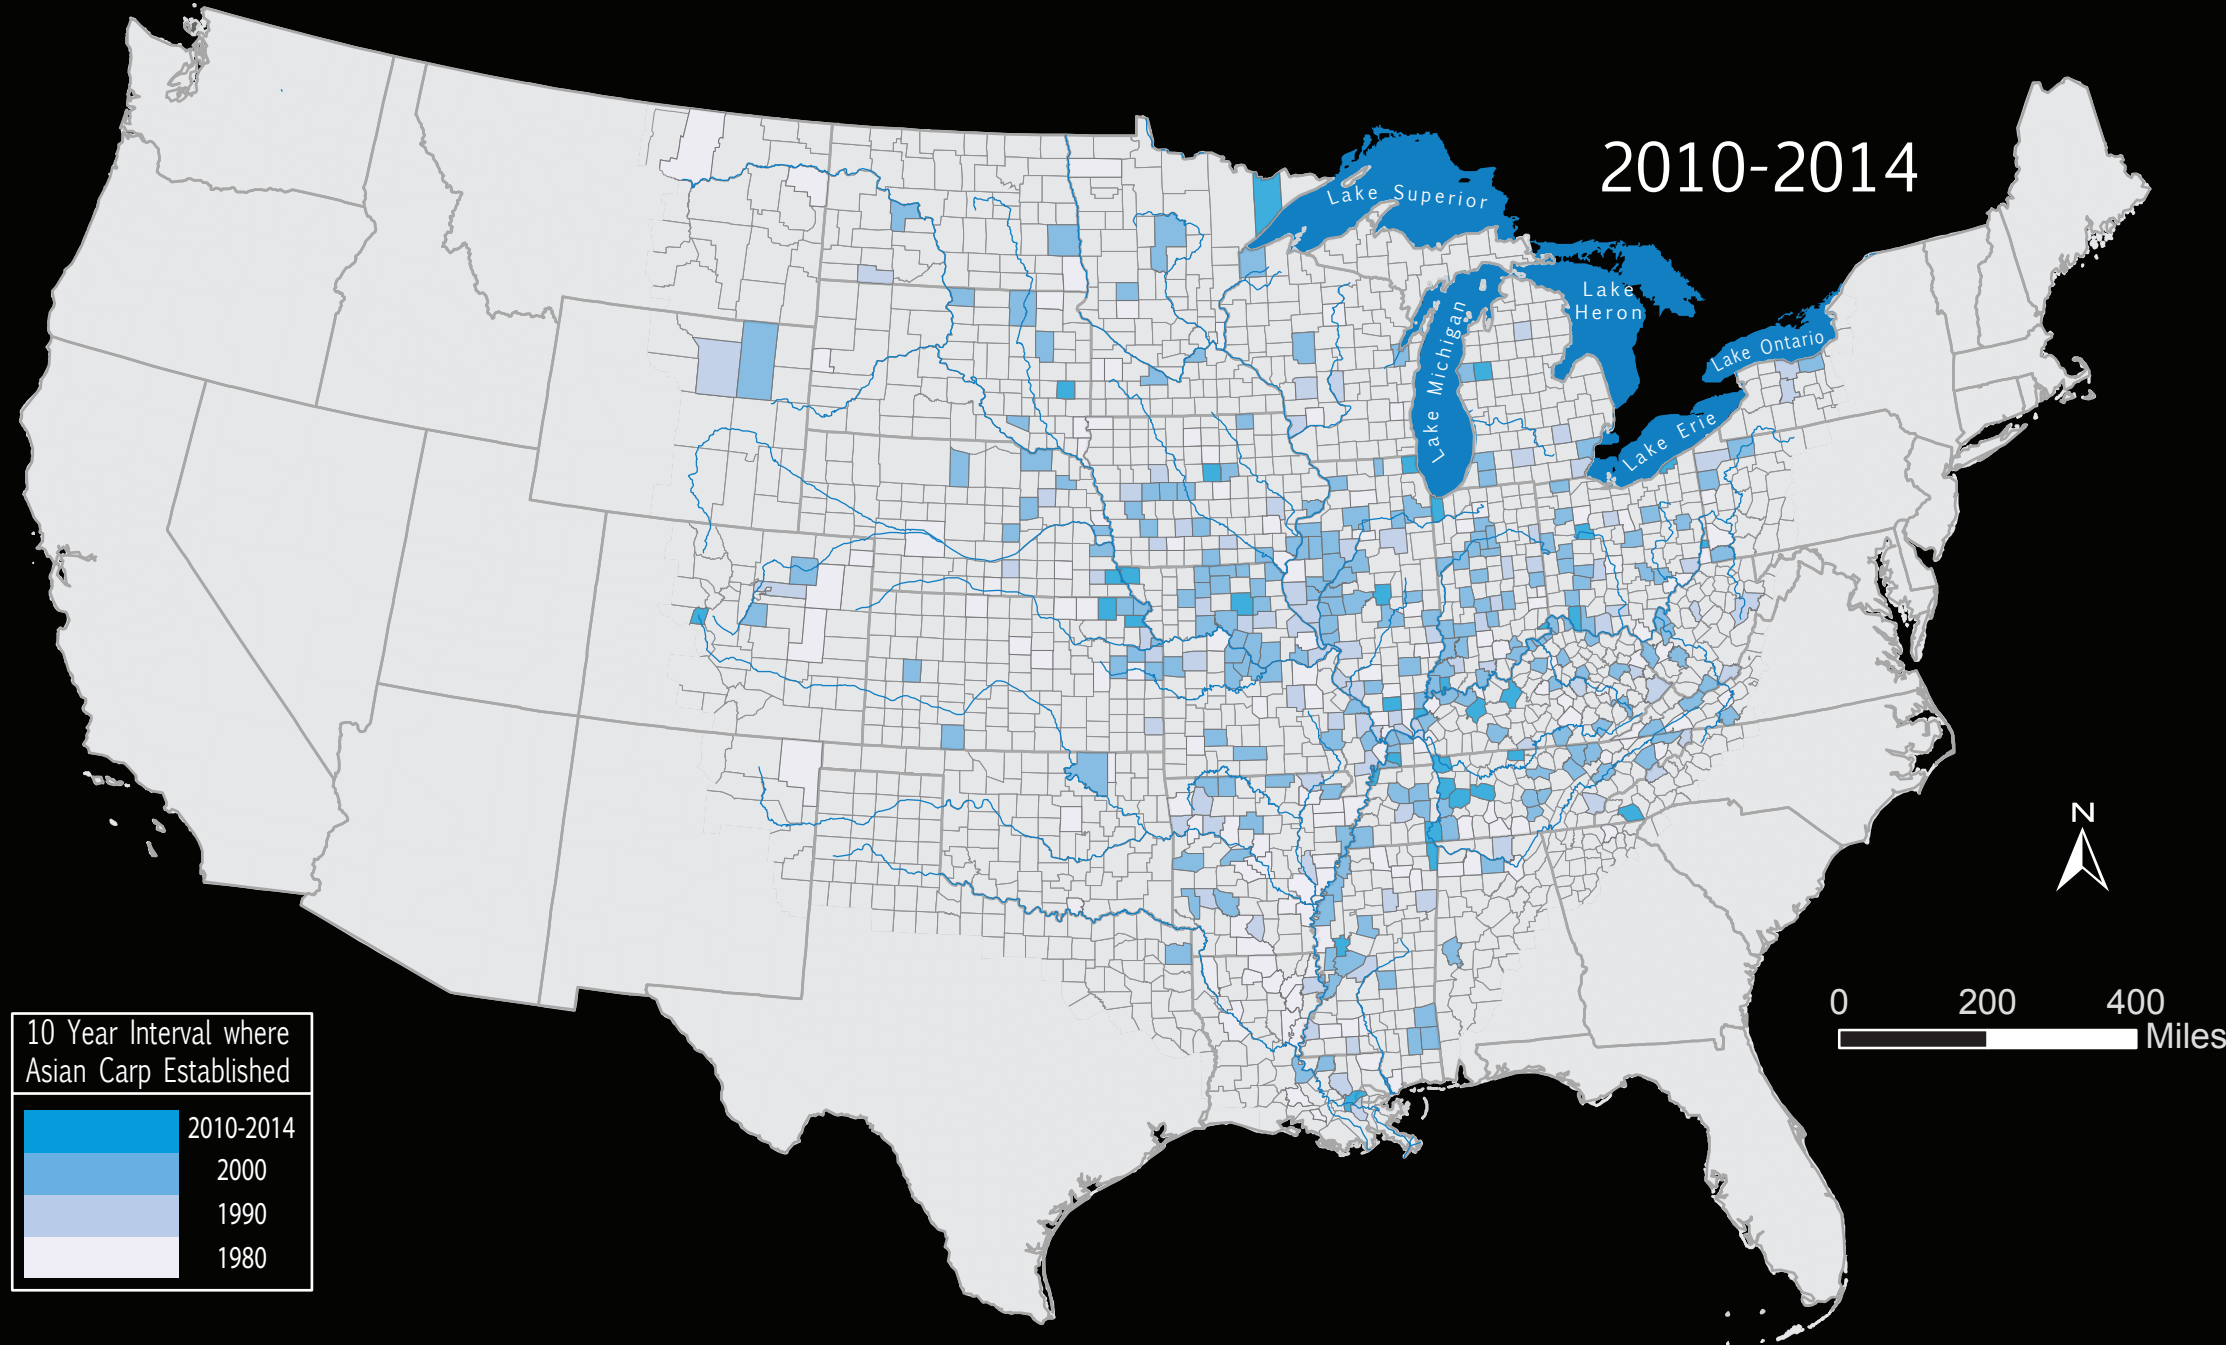 2010-2014
Lake Superior
Lake
Heron
Lake Michigan
Lake Ontario
Lake Erie
N
0 200 400
Miles
10 Year Interval where
Asian Carp Established
2010-2014
2000
1990
1980